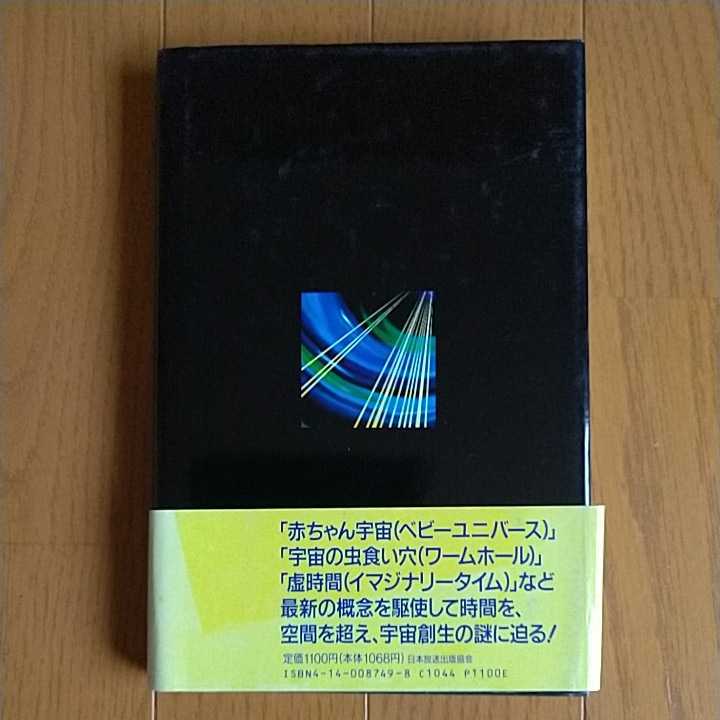 「赤ちゃん宇宙(ベビーユニバース)」
「宇宙の虫食い穴(ワームホール)」
「虚時間(イマジナリータイム)」など
最新の概念を駆使して時間を、
空間を超え、宇宙創生の謎に迫る!
定価1100円(本体1068円) 日本放送出版協会
ISBN4-14-008749-8 C1044 P1100E